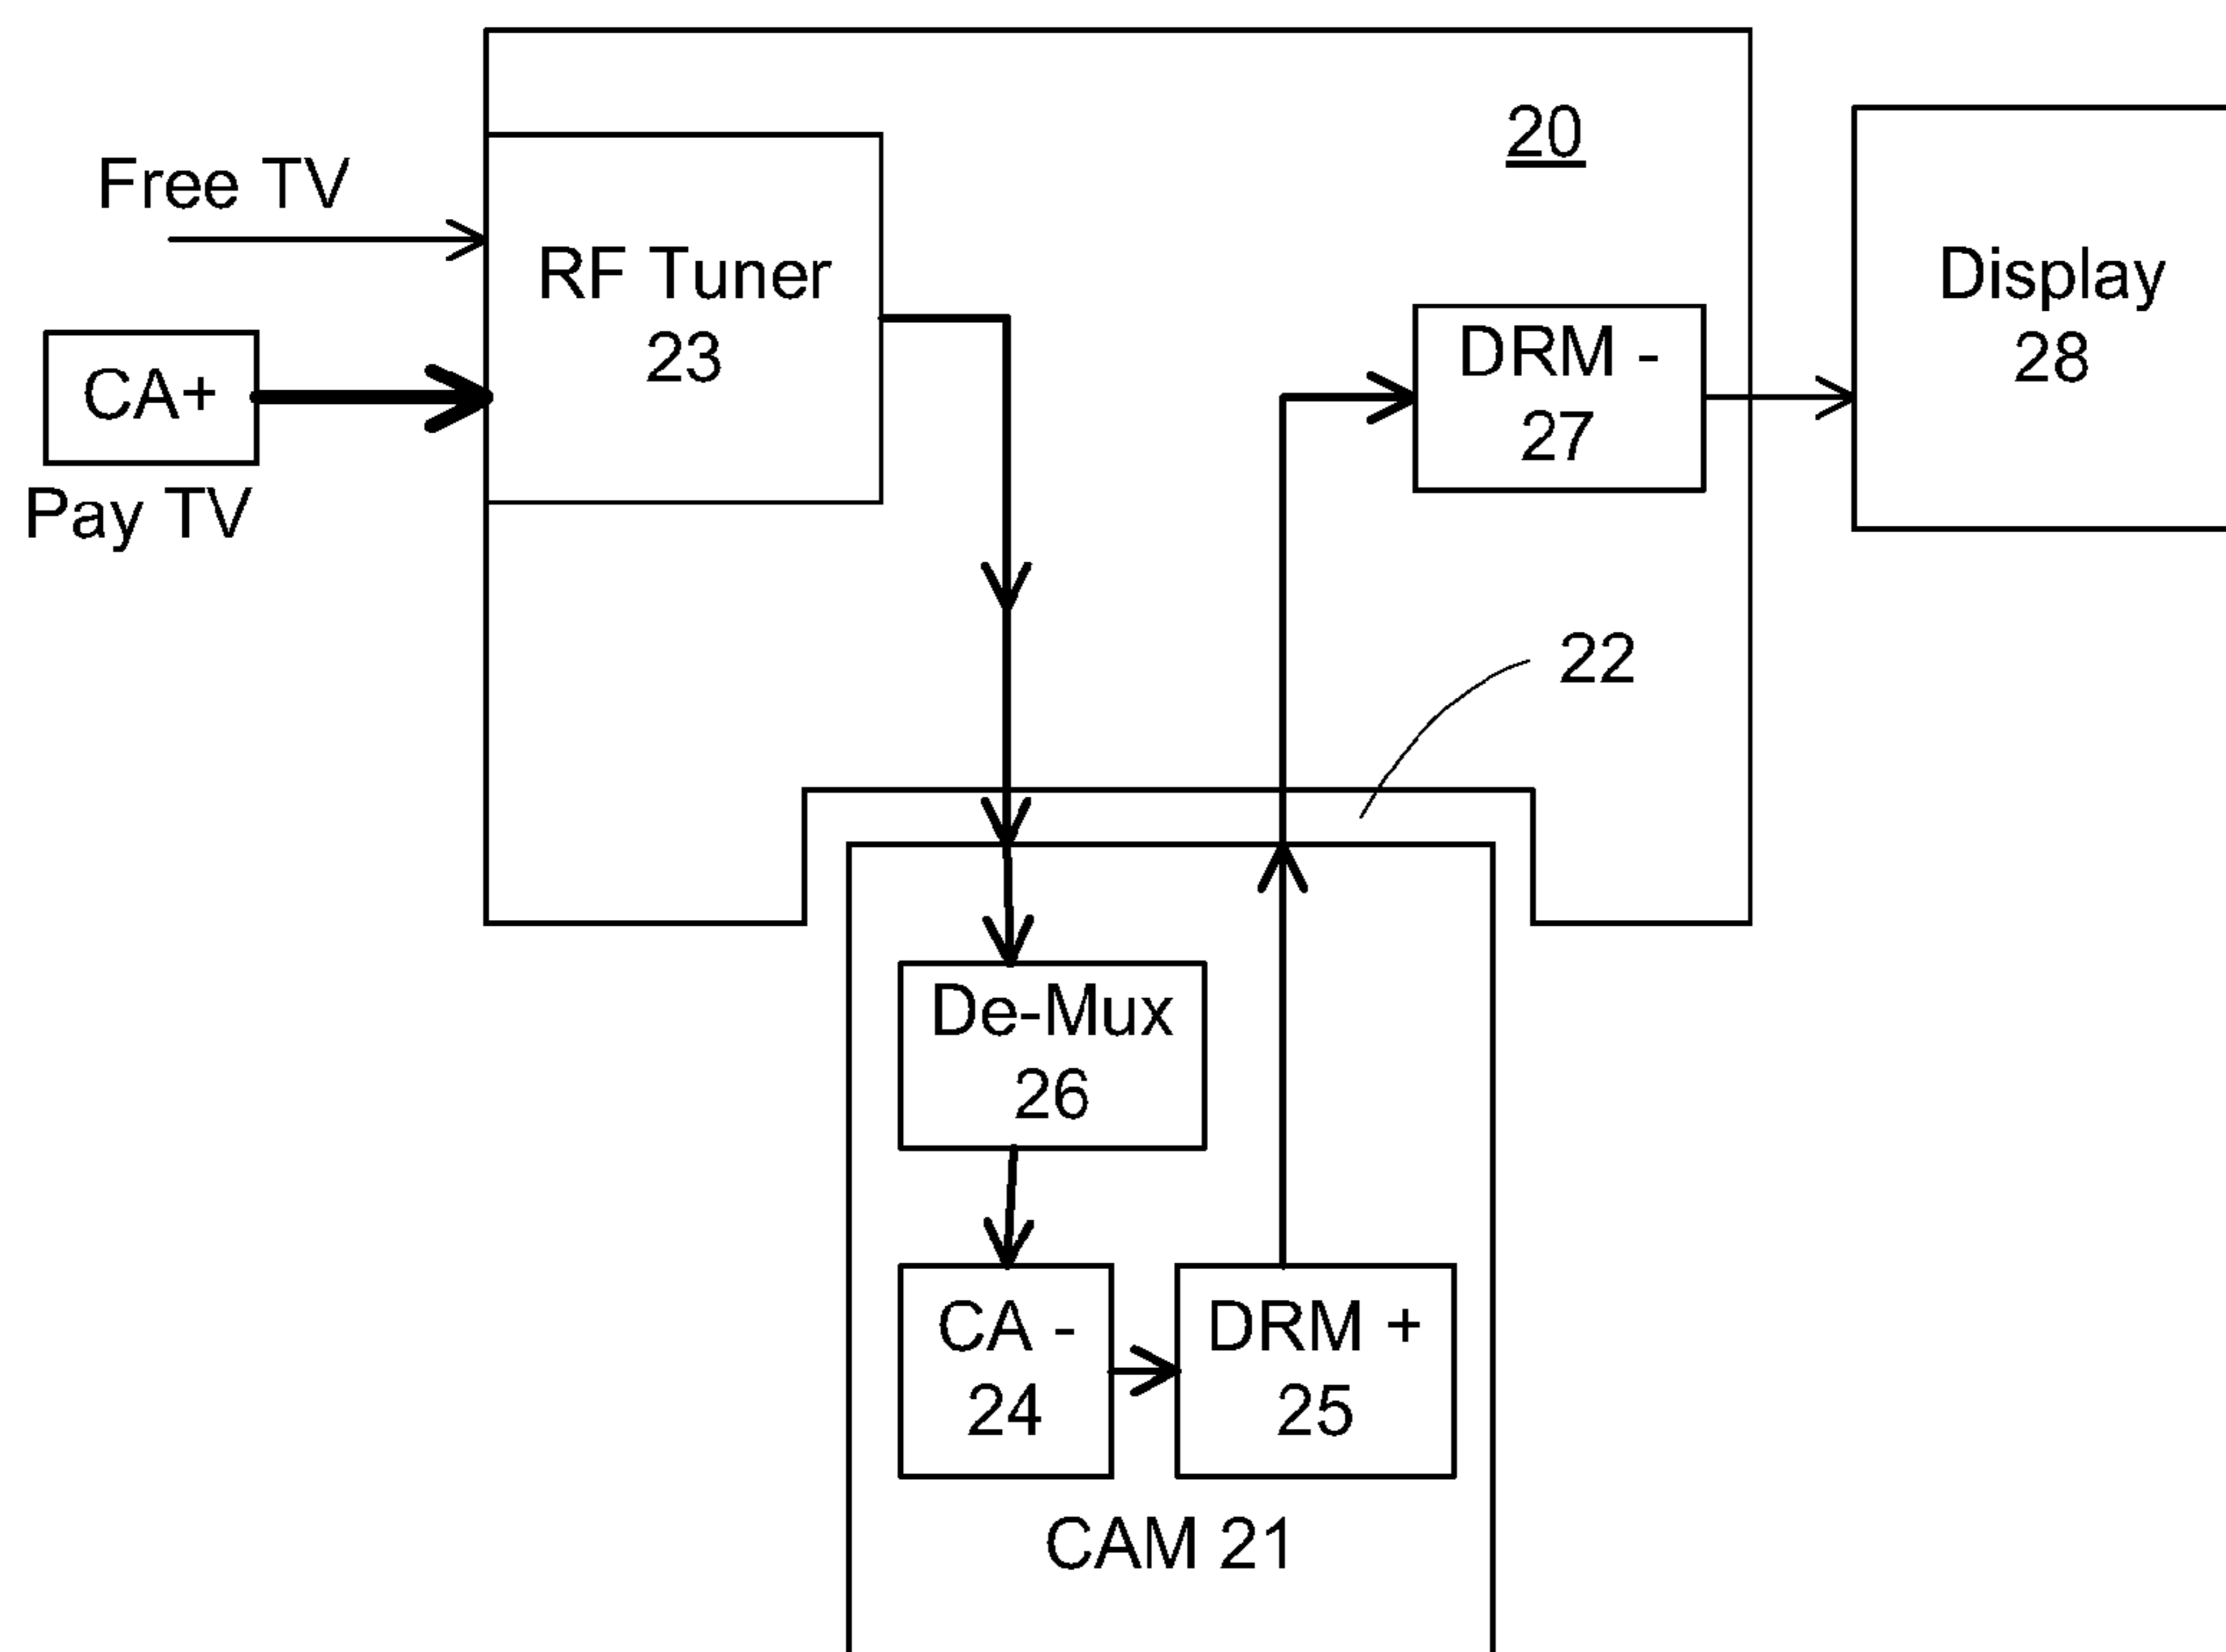 20
Free TV
RF Tuner
23
CA+
Pay TV
DRM -
27
Display
28
22
De-Mux
26
CA -
24
DRM +
25
CAM 21